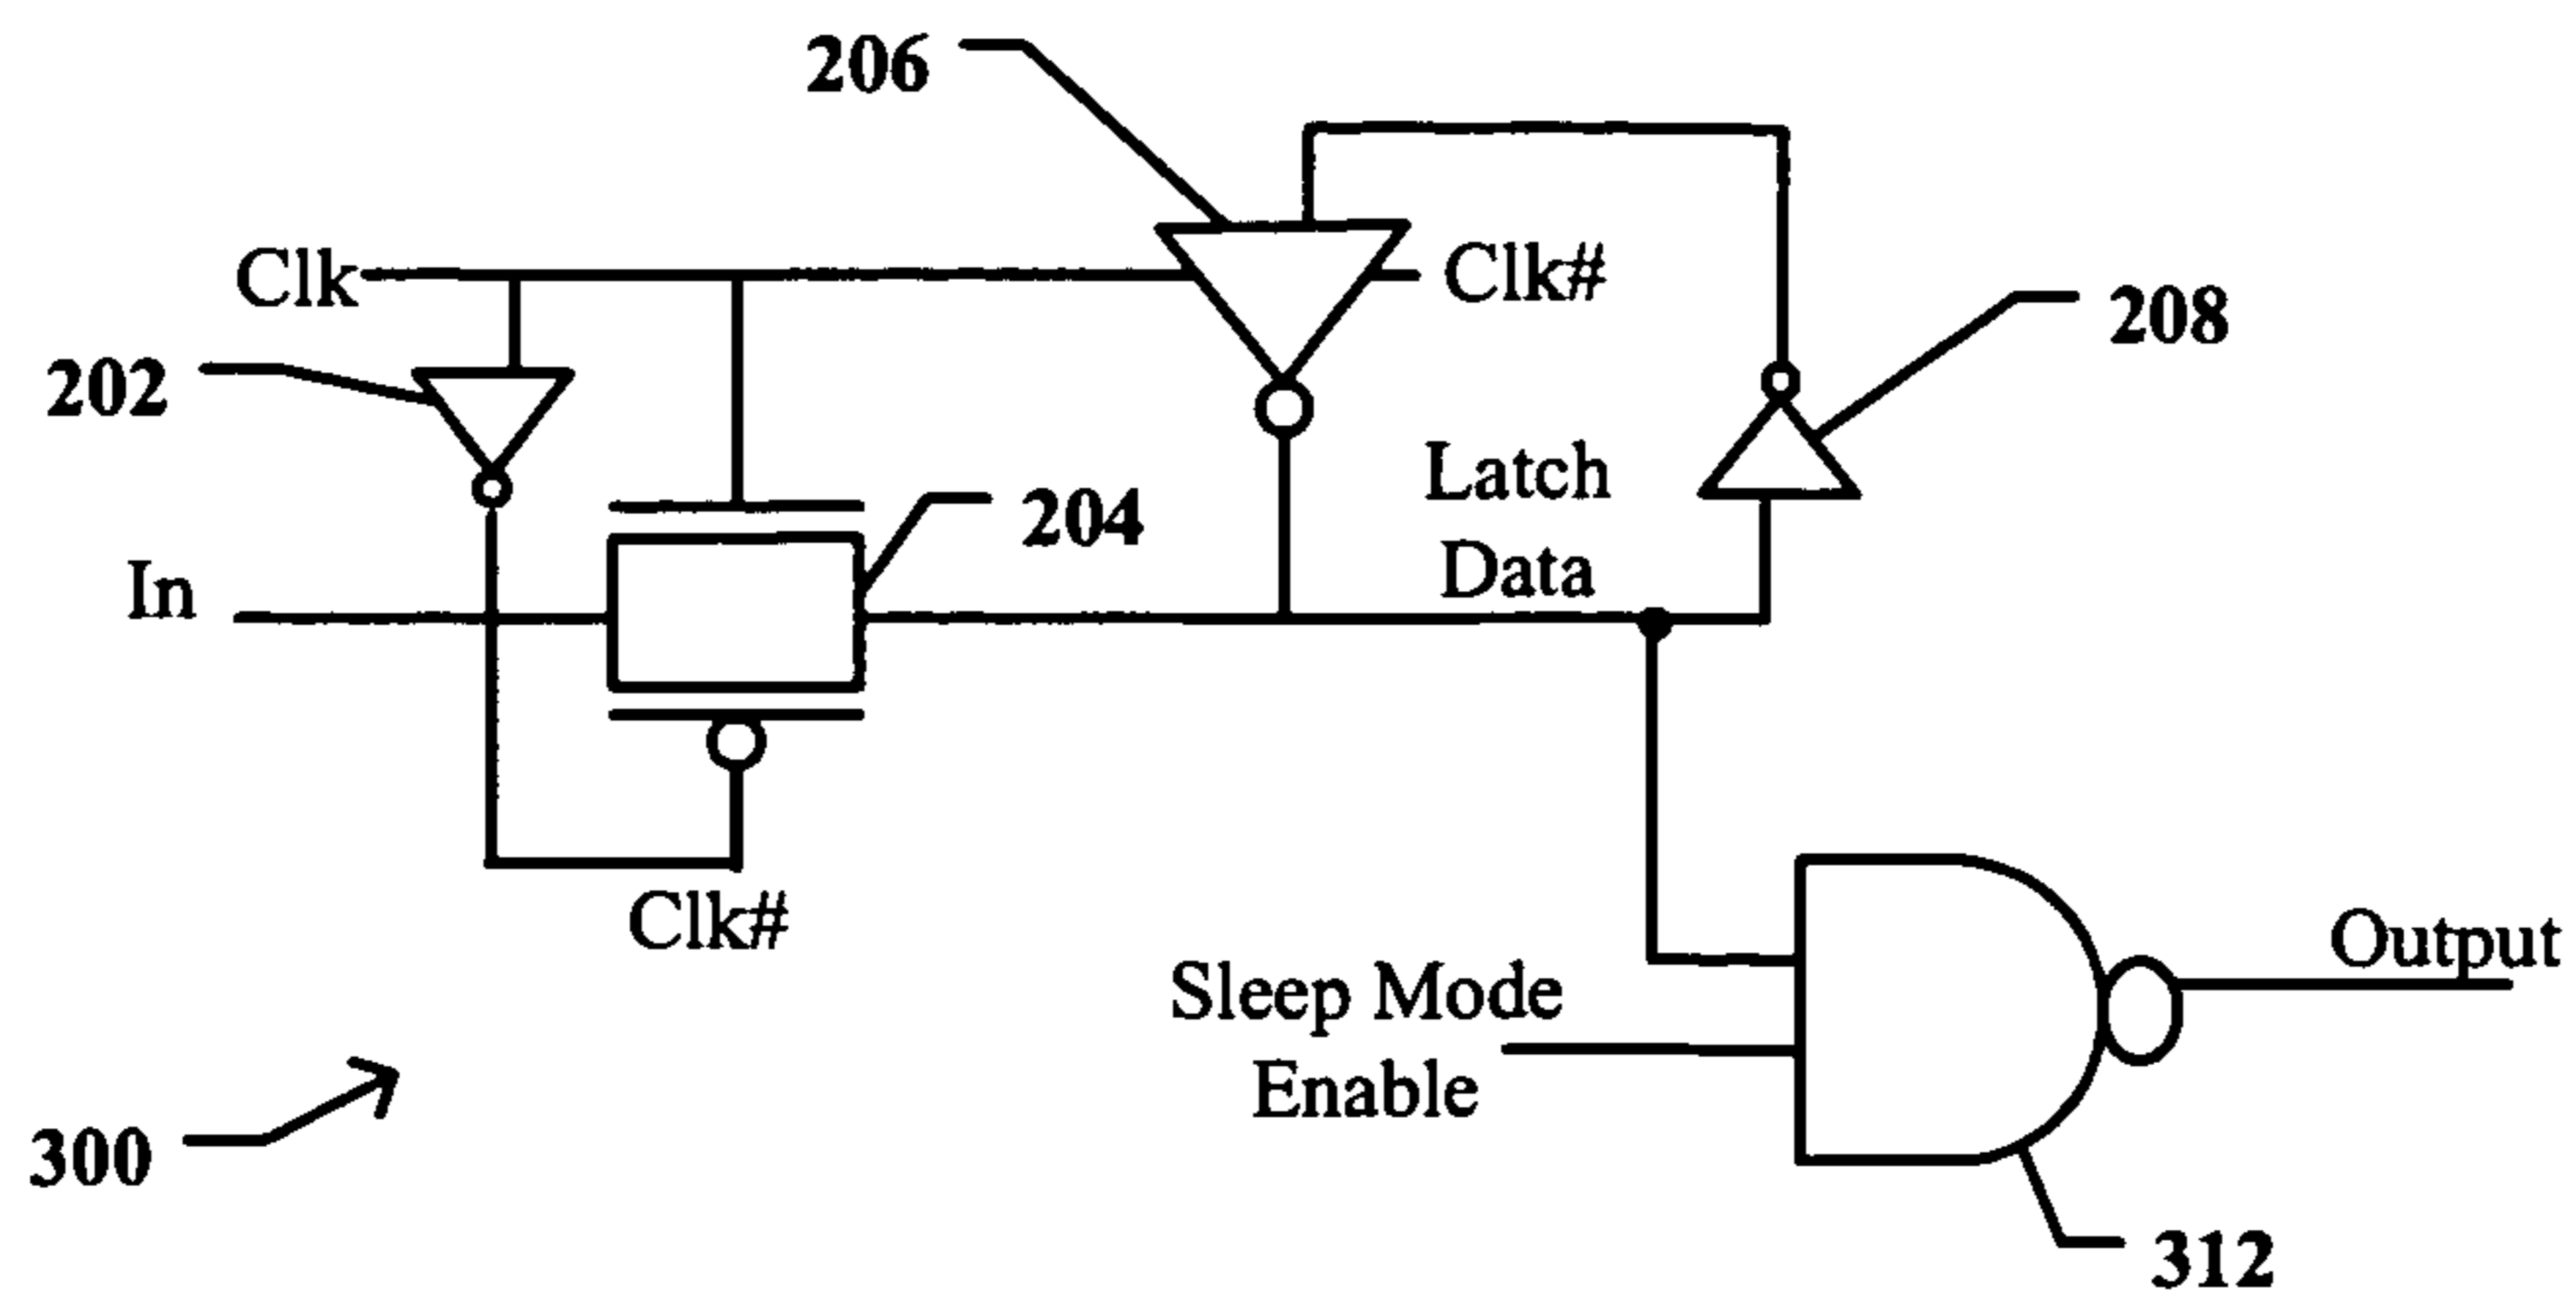 206
Clk
Clk#
208
202
Latch
Data
204
In
Clk#
Output
Sleep Mode
Enable
300
312